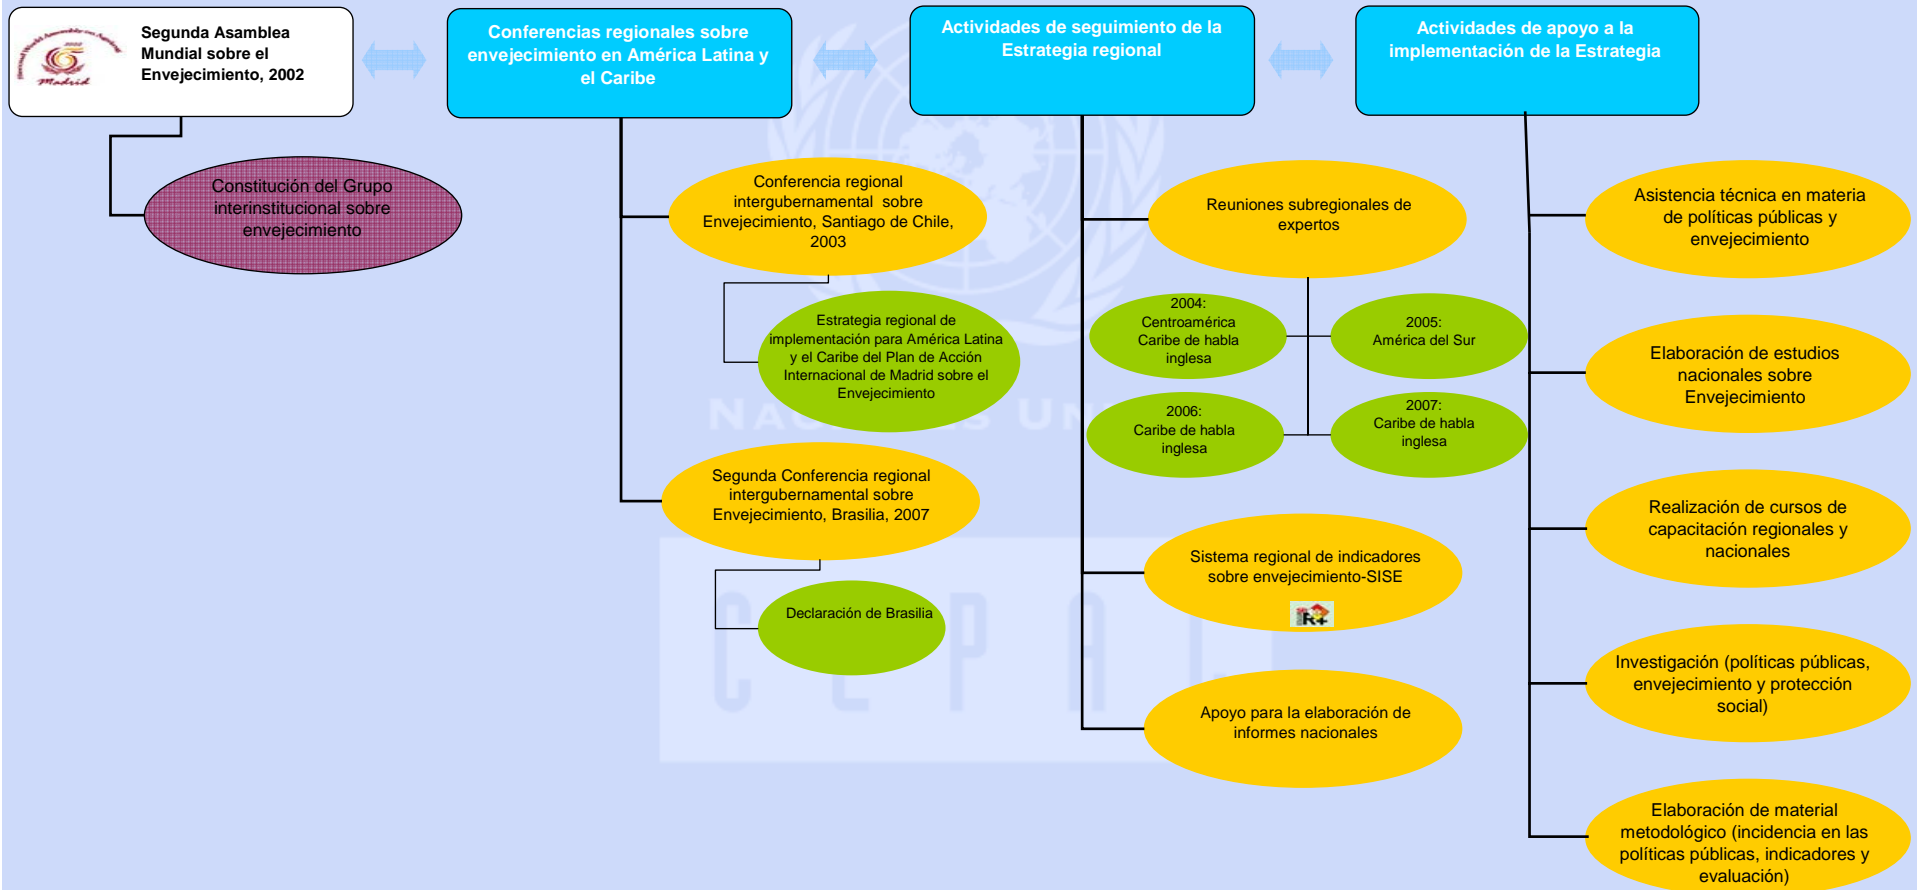 Segunda Asamblea
Mundial sobre el
Envejecimiento, 2002
Madrid
Conferencias regionales sobre
envejecimiento en América Latina y
el Caribe
Actividades de seguimiento de la
Estrategia regional
Actividades de apoyo a la
implementación de la Estrategia
Constitución del Grupo
interinstitucional sobre
envejecimiento
Conferencia regional
intergubernamental sobre
Envejecimiento, Santiago de Chile,
2003
Estrategia regional de
implementación para América Latina
y el Caribe del Plan de Acción
Internacional de Madrid sobre el
Envejecimiento
Segunda Conferencia regional
intergubernamental sobre
Envejecimiento, Brasilia, 2007
Declaración de Brasilia
Reuniones subregionales de
expertos
2004:
Centroamérica
Caribe de habla
inglesa
2005:
América del Sur
2006:
Caribe de habla
inglesa
2007:
Caribe de habla
inglesa
Sistema regional de indicadores
sobre envejecimiento-SISE
R+
Apoyo para la elaboración de
informes nacionales
Asistencia técnica en materia
de políticas públicas y
envejecimiento
Elaboración de estudios
nacionales sobre
Envejecimiento
Realización de cursos de
capacitación regionales y
nacionales
Investigación (políticas públicas,
envejecimiento y protección
social)
Elaboración de material
metodológico (incidencia en las
políticas públicas, indicadores y
evaluación)
CEPAL